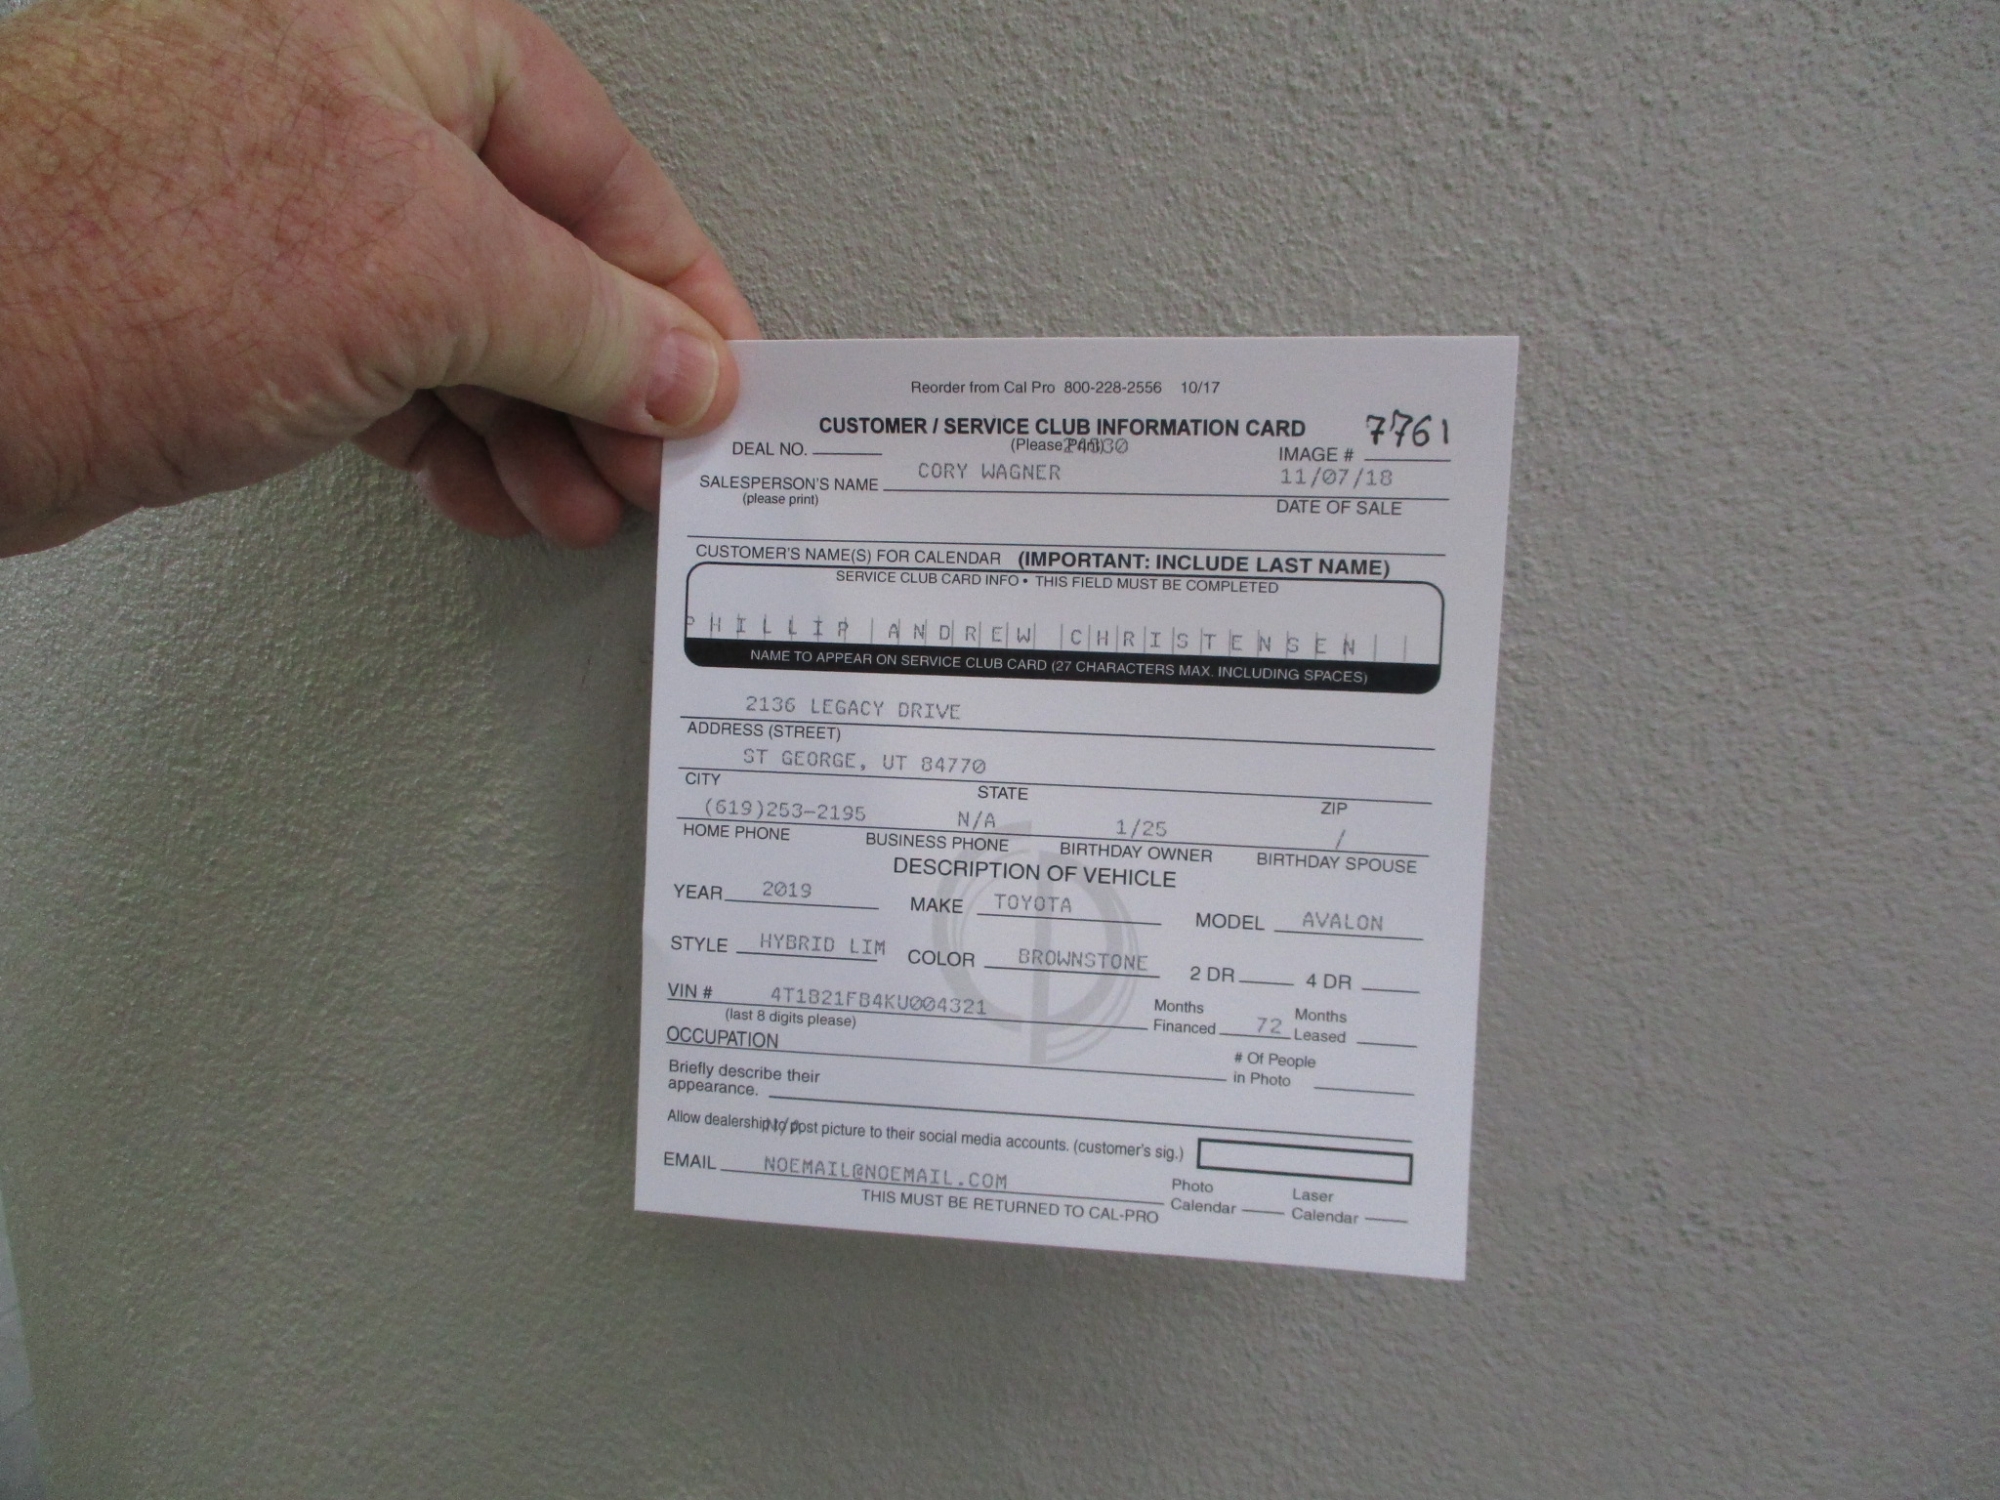 Reorder from Cal Pro 800-228-2556 10/17
CUSTOMER / SERVICE CLUB INFORMATION CARD 7761
DEAL NO. (Please Print) IMAGE #
SALESPERSON'S NAME CORY WAGNER 11/07/18
(please print) DATE OF SALE
CUSTOMER'S NAME(S) FOR CALENDAR (IMPORTANT: INCLUDE LAST NAME)
SERVICE CLUB CARD INFO • THIS FIELD MUST BE COMPLETED
PHILLIP ANDREW CHRISTENSEN
NAME TO APPEAR ON SERVICE CLUB CARD (27 CHARACTERS MAX. INCLUDING SPACES)
2136 LEGACY DRIVE
ADDRESS (STREET)
ST GEORGE, UT 84770
CITY STATE ZIP
(619)253-2195 N/A 1/25 /
HOME PHONE BUSINESS PHONE BIRTHDAY OWNER BIRTHDAY SPOUSE
DESCRIPTION OF VEHICLE
YEAR 2019 MAKE TOYOTA MODEL AVALON
STYLE HYBRID LIM COLOR BROWNSTONE 2 DR 4 DR
VIN # 4T1B21FB4KU004321 Months Financed 72 Months Leased
(last 8 digits please)
OCCUPATION # Of People in Photo
Briefly describe their
appearance.
Allow dealership to post picture to their social media accounts. (customer's sig.)
N/A
EMAIL NOEMAIL@NOEMAIL.COM Photo Calendar Laser Calendar
THIS MUST BE RETURNED TO CAL-PRO